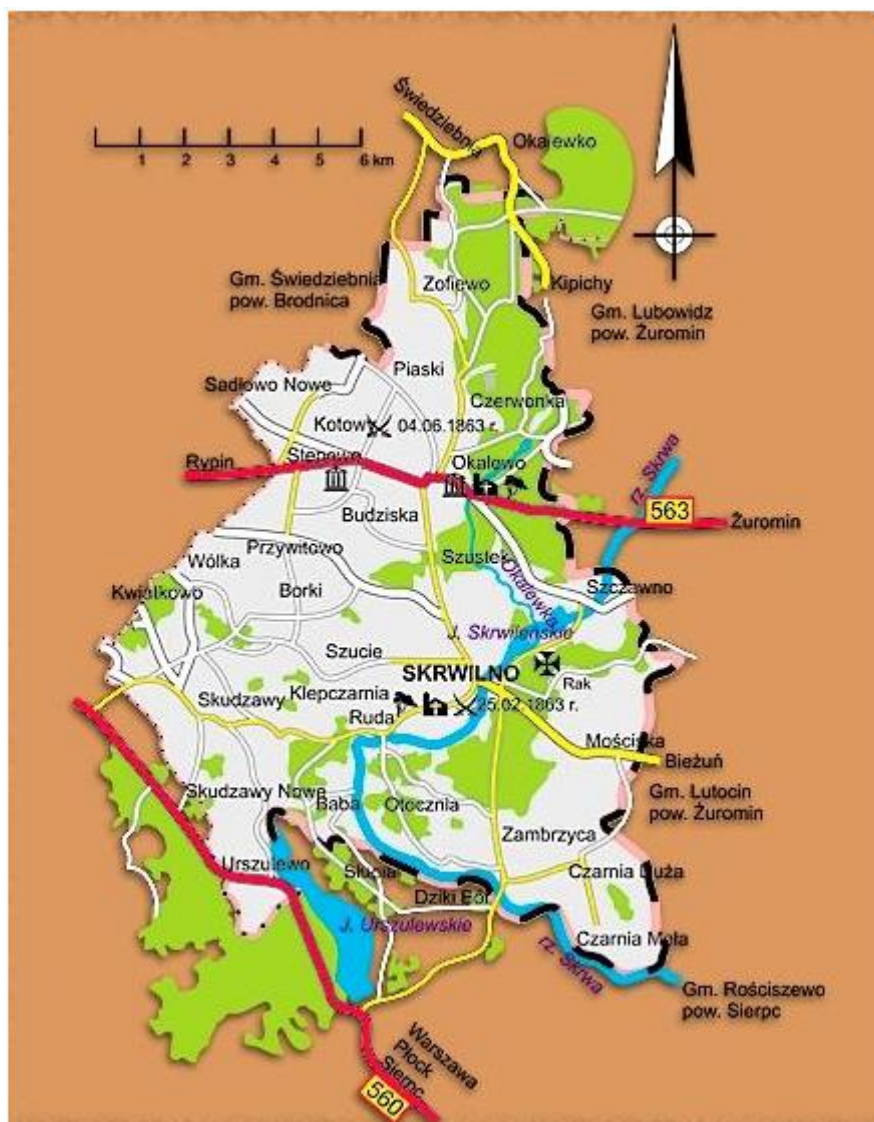 Świedziebnia
Okajewko
1 2 3 4 5 6 km
Gm. Świedziebnia
pow. Brodnica
Zofiewo
Kipichy
Gm. Lubowidz
pow. Żuromin
Piaski
Sadłowo Nowe
Czerwonka
Kotowy 04.06.1863 r.
Rypin
Stępowo
Okalewo
rz. Skrwa
563
Żuromin
Budziska
Przywitowo
Szustek
Wólka
Okalewka
Szczawno
Kwiatkowo
Borki
J. Skrwileńskie
Szucie
SKRWILNO
Rak
Skudzawy
Klepczarnia
Ruda
25.02.1863 r.
Mościska
Bieżuń
Skudzawy Nowe
Baba
Otocznia
Gm. Lutocin
pow. Żuromin
Zambrzyca
Urszulewo
Słupia
Czarnia Duża
Dziki Bór
J. Urszulewskie
Czarnia Mała
rz. Skrwa
Gm. Rościszewo
pow. Sierpc
Warszawa
Płock
Sierpc
560